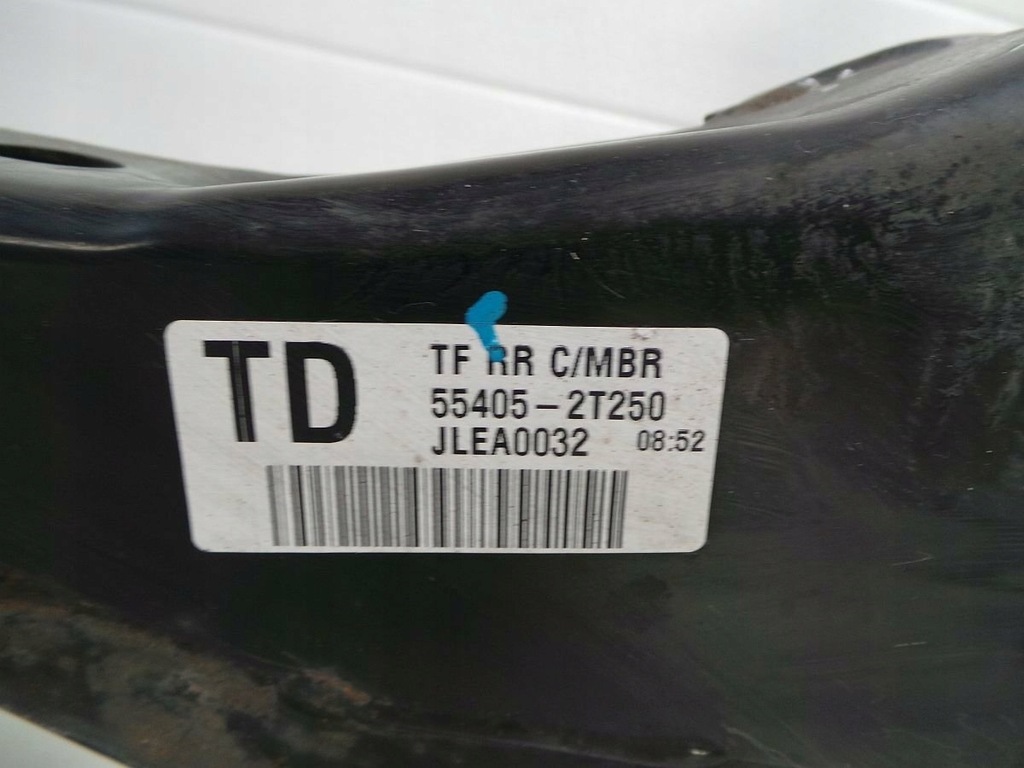 TD
TF RR C/MBR
55405-2T250
JLEA0032 08:52